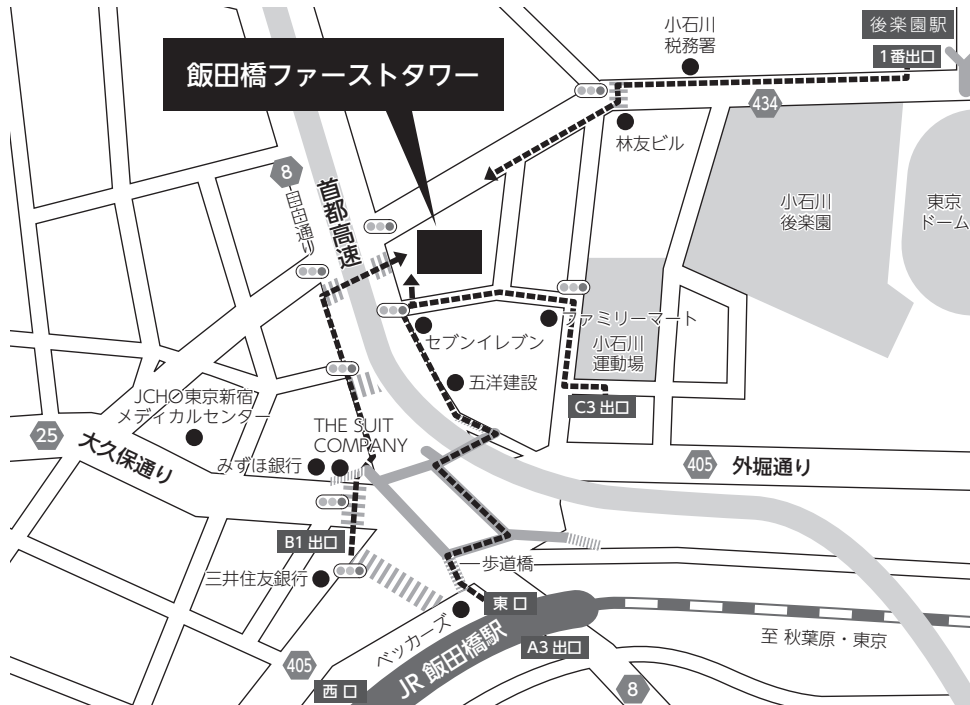 小石川
税務署
後楽園駅
1番出口
飯田橋ファーストタワー
434
林友ビル
8
目白通り
首都高速
小石川
後楽園
東京
ドーム
ファミリーマート
セブンイレブン
小石川
運動場
五洋建設
C3 出口
JCHO東京新宿
メディカルセンター
THE SUIT
COMPANY
25
大久保通り
みずほ銀行
405
外堀通り
B1 出口
三井住友銀行
歩道橋
東 口
ベッカーズ
JR 飯田橋駅
A3 出口
至 秋葉原・東京
405
西 口
8